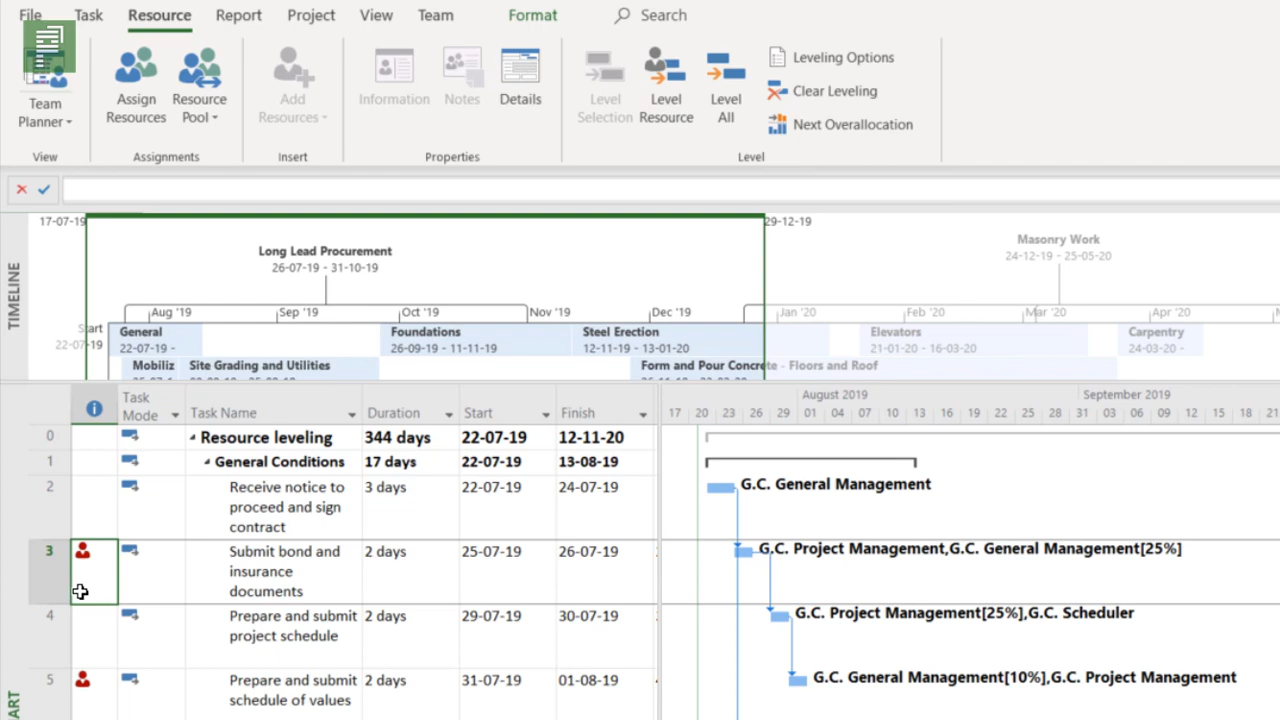 File Task Resource Report Project View Team Format Search
Team Planner
Assign Resources
Resource Pool
Add Resources
Information
Notes
Details
Level Selection
Level Resource
Level All
Leveling Options
Clear Leveling
Next Overallocation
View Assignments Insert Properties Level
TIMELINE
17-07-19 29-12-19
Long Lead Procurement
26-07-19 - 31-10-19
Masonry Work
24-12-19 - 25-05-20
Aug '19 Sep '19 Oct '19 Nov '19 Dec '19 Jan '20 Feb '20 Mar '20 Apr '20
Start
22-07-19
General
22-07-19 -
Foundations
26-09-19 - 11-11-19
Steel Erection
12-11-19 - 13-01-20
Elevators
21-01-20 - 16-03-20
Carpentry
24-03-20 -
Mobiliz Site Grading and Utilities Form and Pour Concrete - Floors and Roof
Task Mode Task Name Duration Start Finish
August 2019 September 2019
17 20 23 26 29 01 04 07 10 13 16 19 22 25 28 31 03 06 09 12 15 18 21
0 Resource leveling 344 days 22-07-19 12-11-20
1 General Conditions 17 days 22-07-19 13-08-19
2 Receive notice to 3 days 22-07-19 24-07-19 G.C. General Management
proceed and sign
contract
3 Submit bond and 2 days 25-07-19 26-07-19 G.C. Project Management,G.C. General Management[25%]
insurance
documents
4 Prepare and submit 2 days 29-07-19 30-07-19 G.C. Project Management[25%],G.C. Scheduler
project schedule
5 Prepare and submit 2 days 31-07-19 01-08-19 G.C. General Management[10%],G.C. Project Management
schedule of values
ART